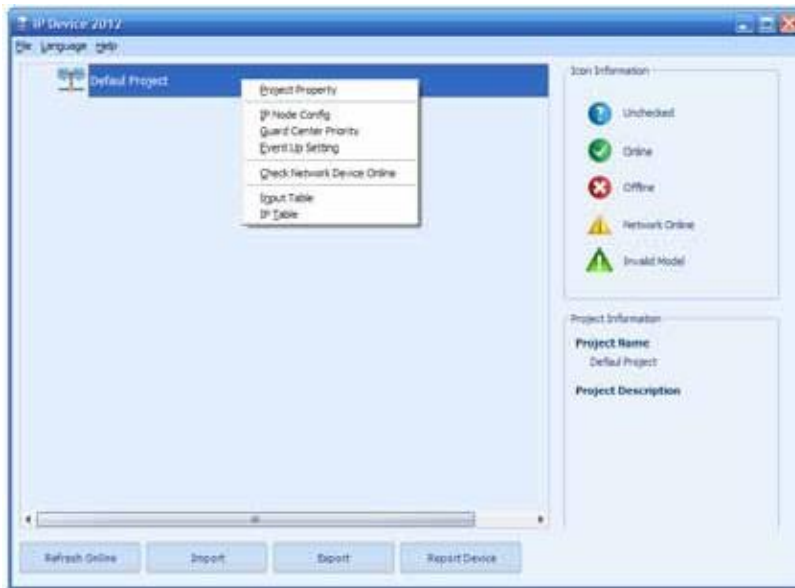 IP Device 2012
File Language Help
Defaul Project
Project Property
IP Node Config
Guard Center Priority
Event Up Setting
Check Network Device Online
Input Table
IP Table
Icon Information
Unchecked
Online
Offline
Network Online
Invalid Model
Project Information
Project Name
Defaul Project
Project Description
Refresh Online Import Export Report Device